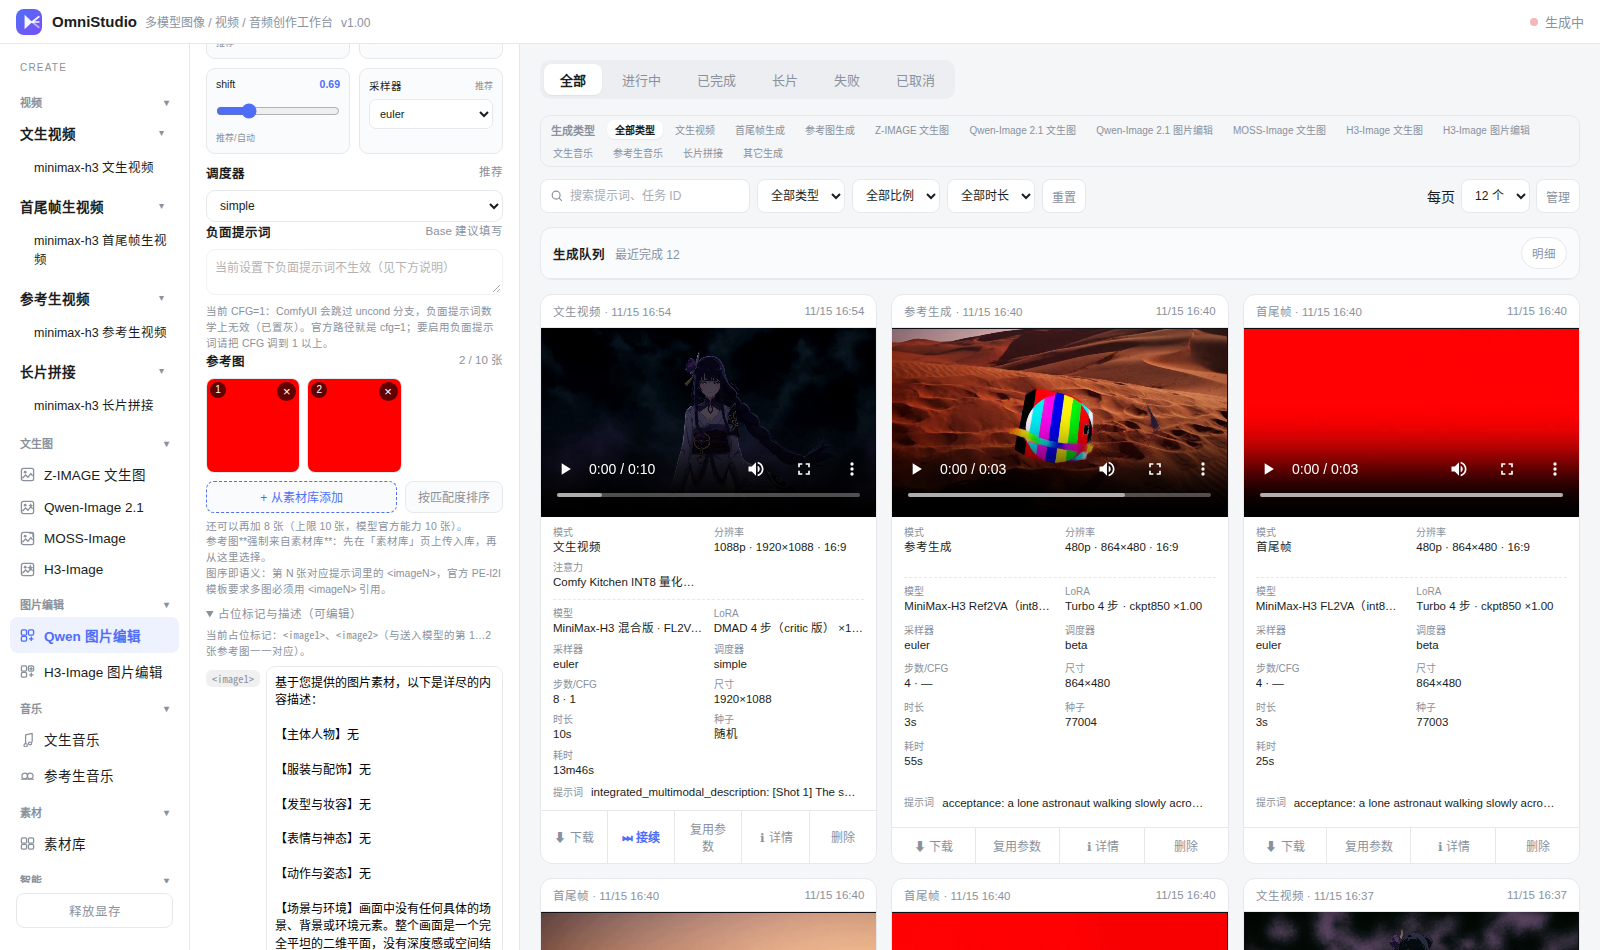 OmniStudio 多模型图像 / 视频 / 音频创作工作台 v1.00
生成中
CREATE
视频
文生视频
minimax-h3 文生视频
首尾帧生视频
minimax-h3 首尾帧生视
频
参考生视频
minimax-h3 参考生视频
长片拼接
minimax-h3 长片拼接
文生图
Z-IMAGE 文生图
Qwen-Image 2.1
MOSS-Image
H3-Image
图片编辑
Qwen 图片编辑
H3-Image 图片编辑
音乐
文生音乐
参考生音乐
素材
素材库
智能
释放显存
推荐
shift 0.69
推荐/自动
采样器 推荐
euler
调度器 推荐
simple
负面提示词 Base 建议填写
当前设置下负面提示词不生效（见下方说明）
当前 CFG=1：ComfyUI 会跳过 uncond 分支，负面提示词数
学上无效（已置灰）。官方路径就是 cfg=1；要启用负面提示
词请把 CFG 调到 1 以上。
参考图 2 / 10 张
1 × 2 ×
+ 从素材库添加 按匹配度排序
还可以再加 8 张（上限 10 张，模型官方能力 10 张）。
参考图**强制来自素材库**：先在「素材库」页上传入库，再
从这里选择。
图序即语义：第 N 张对应提示词里的 <imageN>，官方 PE-I2I
模板要求多图必须用 <imageN> 引用。
▼ 占位标记与描述（可编辑）
当前占位标记：<image1>、<image2>（与送入模型的第 1…2
张参考图一一对应）。
<image1>
基于您提供的图片素材，以下是详尽的内
容描述：
【主体人物】无
【服装与配饰】无
【发型与妆容】无
【表情与神态】无
【动作与姿态】无
【场景与环境】画面中没有任何具体的场
景、背景或环境元素。整个画面是一个完
全平坦的二维平面，没有深度感或空间结
全部 进行中 已完成 长片 失败 已取消
生成类型 全部类型 文生视频 首尾帧生成 参考图生成 Z-IMAGE 文生图 Qwen-Image 2.1 文生图 Qwen-Image 2.1 图片编辑 MOSS-Image 文生图 H3-Image 文生图 H3-Image 图片编辑
文生音乐 参考生音乐 长片拼接 其它生成
搜索提示词、任务 ID 全部类型 全部比例 全部时长 重置 每页 12 个 管理
生成队列 最近完成 12 明细
文生视频 · 11/15 16:54 11/15 16:54
0:00 / 0:10
模式 分辨率
文生视频 1088p · 1920×1088 · 16:9
注意力
Comfy Kitchen INT8 量化…
模型 LoRA
MiniMax-H3 混合版 · FL2V… DMAD 4 步（critic 版） ×1…
采样器 调度器
euler simple
步数/CFG 尺寸
8 · 1 1920×1088
时长 种子
10s 随机
耗时
13m46s
提示词 integrated_multimodal_description: [Shot 1] The s…
下载 接续 复用参数 详情 删除
参考生成 · 11/15 16:40 11/15 16:40
0:00 / 0:03
模式 分辨率
参考生成 480p · 864×480 · 16:9
模型 LoRA
MiniMax-H3 Ref2VA（int8… Turbo 4 步 · ckpt850 ×1.00
采样器 调度器
euler beta
步数/CFG 尺寸
4 · — 864×480
时长 种子
3s 77004
耗时
55s
提示词 acceptance: a lone astronaut walking slowly acro…
下载 复用参数 详情 删除
首尾帧 · 11/15 16:40 11/15 16:40
0:00 / 0:03
模式 分辨率
首尾帧 480p · 864×480 · 16:9
模型 LoRA
MiniMax-H3 FL2VA（int8… Turbo 4 步 · ckpt850 ×1.00
采样器 调度器
euler beta
步数/CFG 尺寸
4 · — 864×480
时长 种子
3s 77003
耗时
25s
提示词 acceptance: a lone astronaut walking slowly acro…
下载 复用参数 详情 删除
首尾帧 · 11/15 16:40 11/15 16:40
首尾帧 · 11/15 16:40 11/15 16:40
文生视频 · 11/15 16:37 11/15 16:37